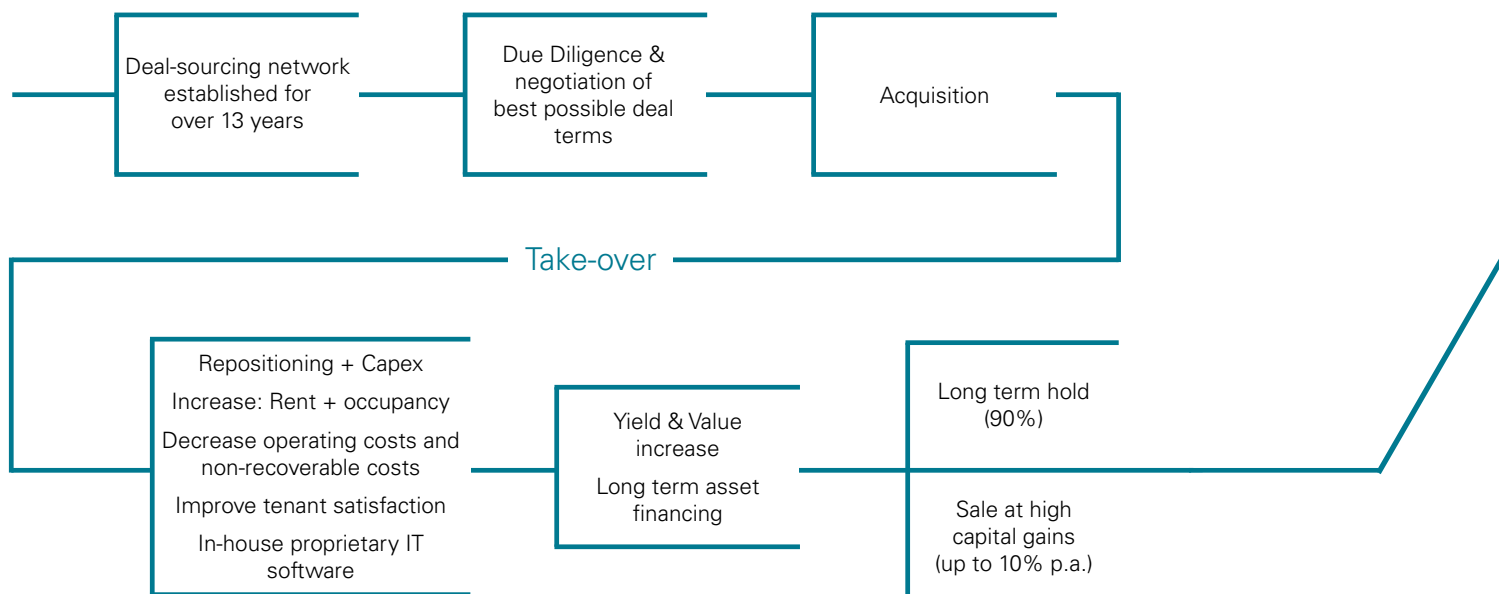 Deal-sourcing network
established for
over 13 years
Due Diligence &
negotiation of
best possible deal
terms
Acquisition
Take-over
Repositioning + Capex
Increase: Rent + occupancy
Decrease operating costs and
non-recoverable costs
Improve tenant satisfaction
In-house proprietary IT
software
Yield & Value
increase
Long term asset
financing
Long term hold
(90%)
Sale at high
capital gains
(up to 10% p.a.)